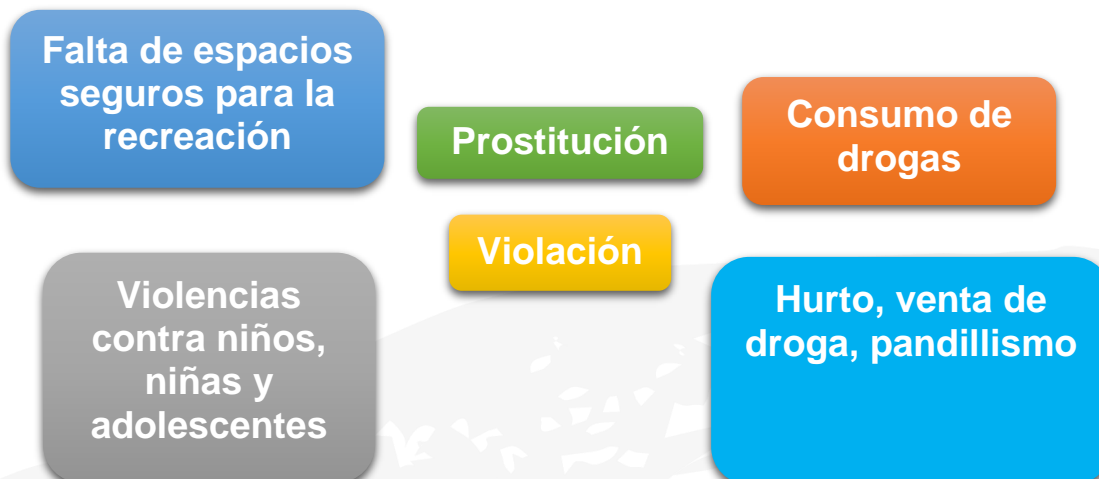 Falta de espacios
seguros para la
recreación
Prostitución
Consumo de
drogas
Violación
Violencias
contra niños,
niñas y
adolescentes
Hurto, venta de
droga, pandillismo